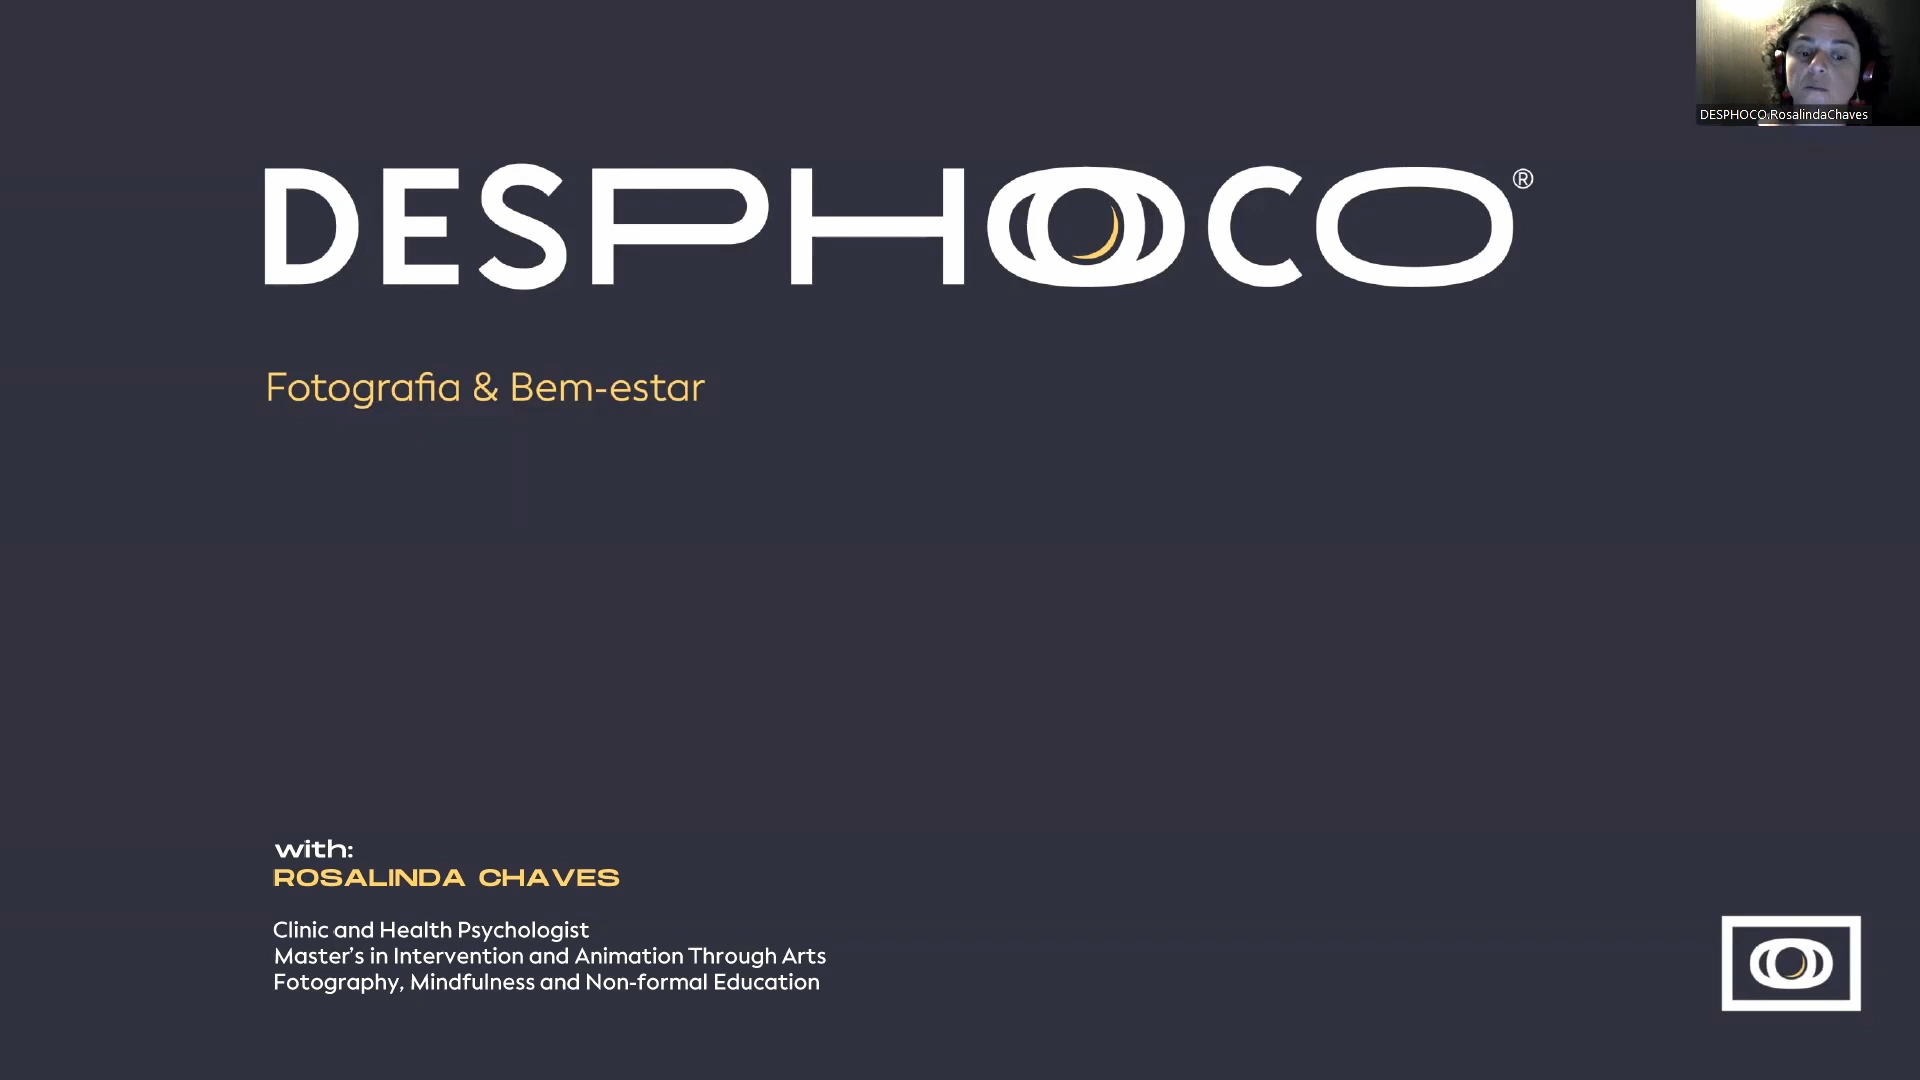 DESPHOCO.RosalindaChaves
DESPHOCO®
Fotografia & Bem-estar
with:
ROSALINDA CHAVES
Clinic and Health Psychologist
Master's in Intervention and Animation Through Arts
Fotography, Mindfulness and Non-formal Education